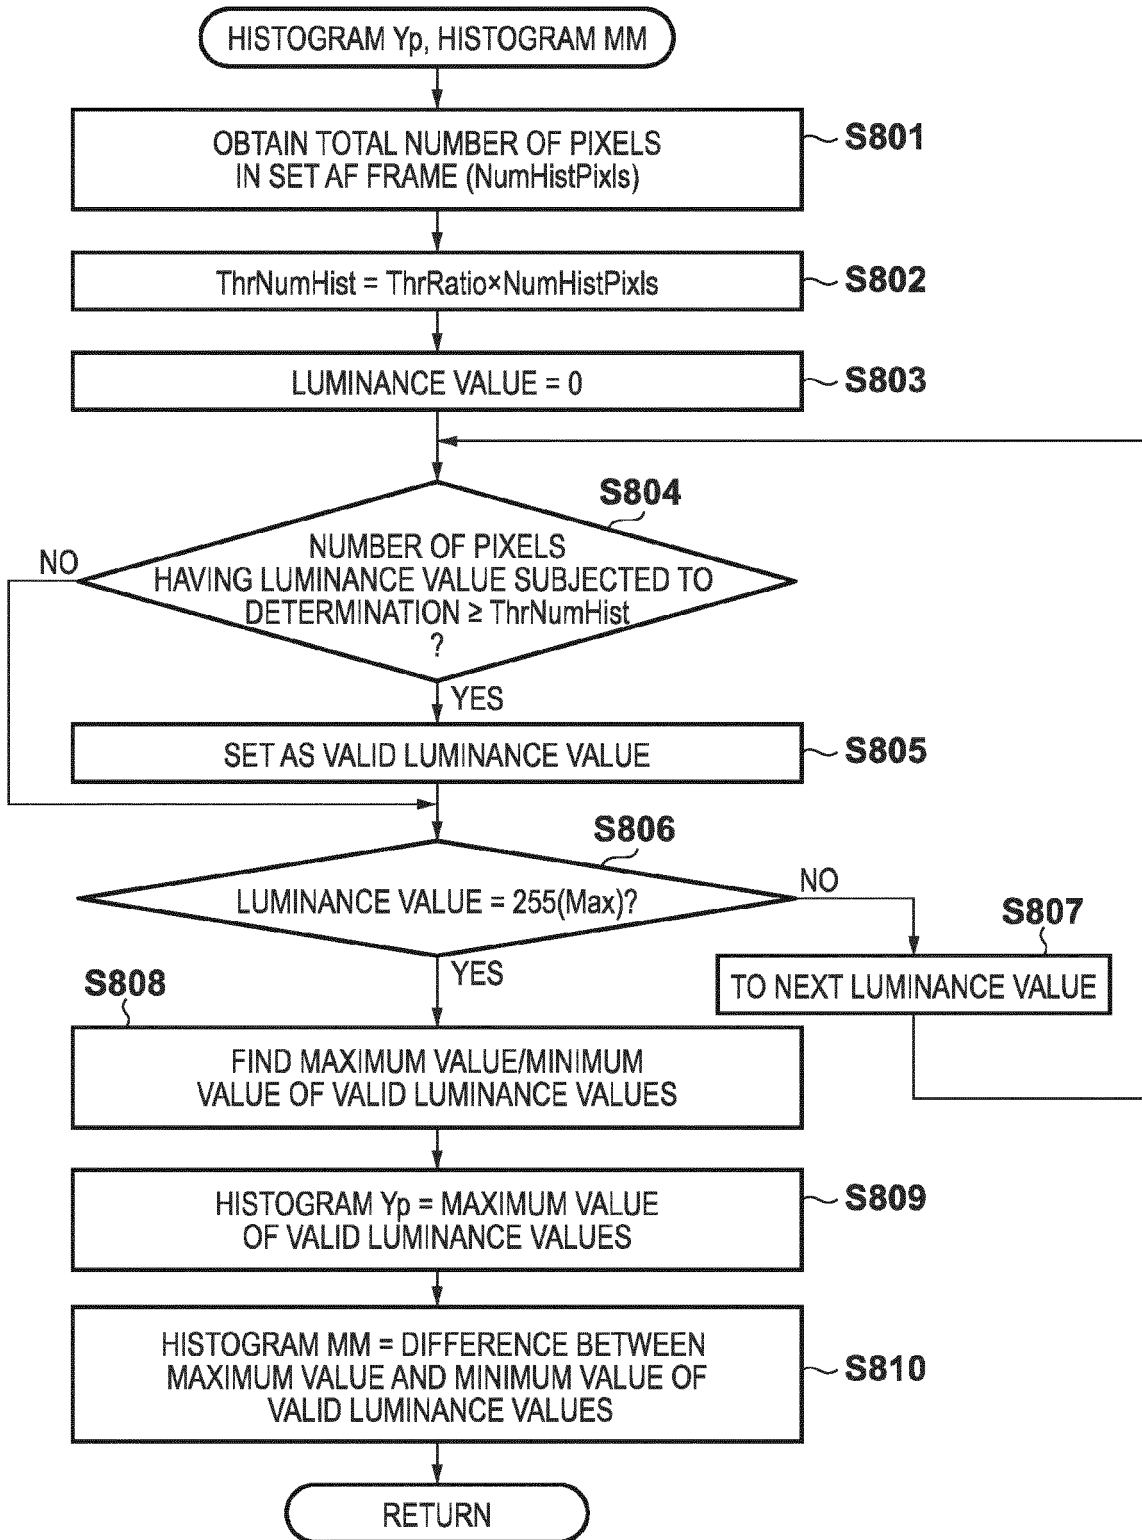 HISTOGRAM Yp, HISTOGRAM MM
OBTAIN TOTAL NUMBER OF PIXELS
IN SET AF FRAME (NumHistPixls)
S801
ThrNumHist = ThrRatio×NumHistPixls
S802
LUMINANCE VALUE = 0
S803
S804
NUMBER OF PIXELS
HAVING LUMINANCE VALUE SUBJECTED TO
DETERMINATION ≥ ThrNumHist
?
NO
YES
SET AS VALID LUMINANCE VALUE
S805
S806
LUMINANCE VALUE = 255(Max)?
NO
YES
S807
TO NEXT LUMINANCE VALUE
S808
FIND MAXIMUM VALUE/MINIMUM
VALUE OF VALID LUMINANCE VALUES
HISTOGRAM Yp = MAXIMUM VALUE
OF VALID LUMINANCE VALUES
S809
HISTOGRAM MM = DIFFERENCE BETWEEN
MAXIMUM VALUE AND MINIMUM VALUE OF
VALID LUMINANCE VALUES
S810
RETURN